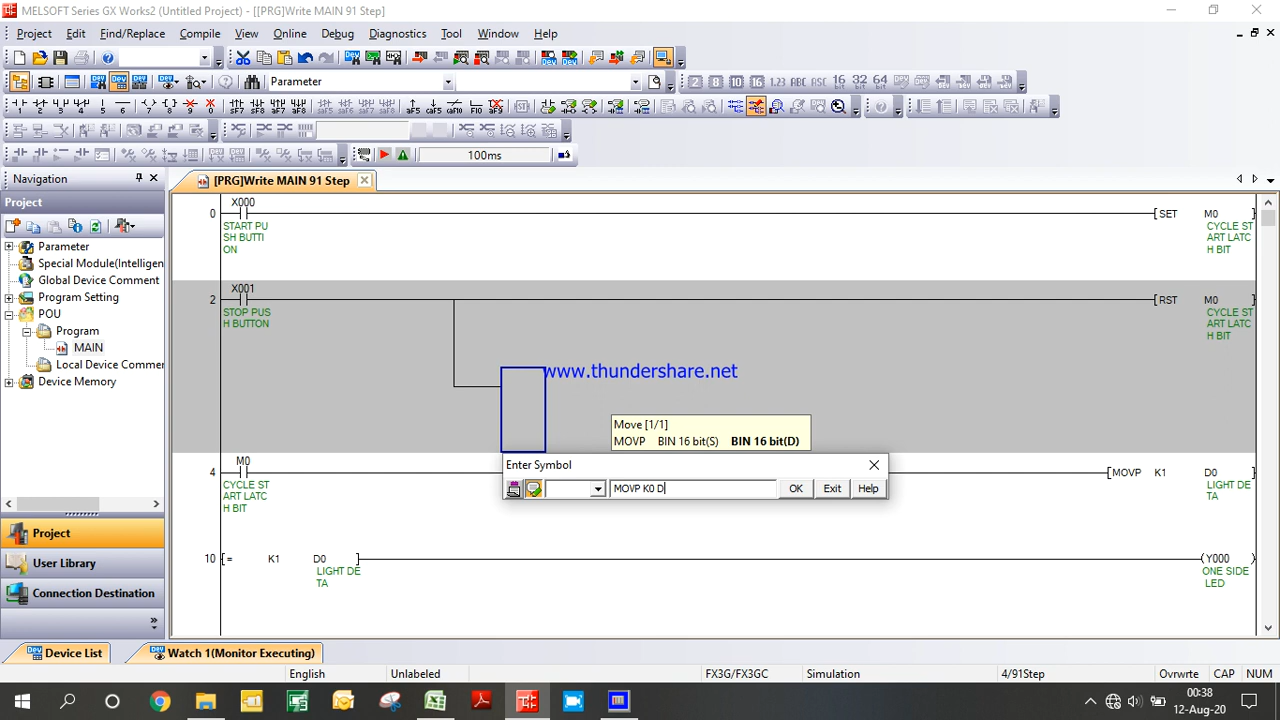 MELSOFT Series GX Works2 (Untitled Project) - [[PRG]Write MAIN 91 Step]
Project Edit Find/Replace Compile View Online Debug Diagnostics Tool Window Help
Parameter
100ms
Navigation
[PRG]Write MAIN 91 Step
Project
Parameter
Special Module(Intelligen
Global Device Comment
Program Setting
POU
Program
MAIN
Local Device Commer
Device Memory
Project
User Library
Connection Destination
0 X000 SET M0
START PU
SH BUTTI
ON
CYCLE ST
ART LATC
H BIT
2 X001 RST M0
STOP PUS
H BUTTON
CYCLE ST
ART LATC
H BIT
www.thundershare.net
Move [1/1]
MOVP BIN 16 bit(S) BIN 16 bit(D)
Enter Symbol
MOVP K0 D OK Exit Help
4 M0 MOVP K1 D0
CYCLE ST
ART LATC
H BIT
LIGHT DE
TA
10 = K1 D0 Y000
LIGHT DE
TA
ONE SIDE
LED
Device List Watch 1(Monitor Executing)
English Unlabeled FX3G/FX3GC Simulation 4/91Step Ovrwrte CAP NUM
00:38
12-Aug-20